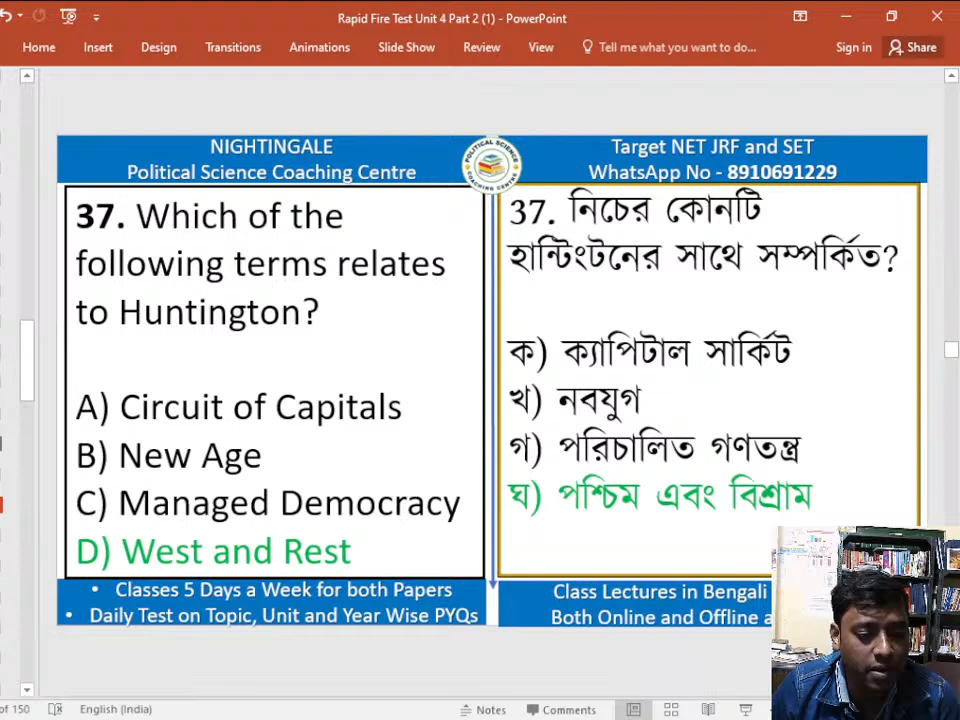 Rapid Fire Test Unit 4 Part 2 (1) - PowerPoint
Home Insert Design Transitions Animations Slide Show Review View Tell me what you want to do... Sign in Share
NIGHTINGALE
Political Science Coaching Centre
POLITICAL SCIENCE
COACHING CENTRE
Target NET JRF and SET
WhatsApp No - 8910691229
37. Which of the
following terms relates
to Huntington?
A) Circuit of Capitals
B) New Age
C) Managed Democracy
D) West and Rest
37. নিচের কোনটি
হান্টিংটনের সাথে সম্পর্কিত?
ক) ক্যাপিটাল সার্কিট
খ) নবযুগ
গ) পরিচালিত গণতন্ত্র
ঘ) পশ্চিম এবং বিশ্রাম
• Classes 5 Days a Week for both Papers
• Daily Test on Topic, Unit and Year Wise PYQs
Class Lectures in Bengali
Both Online and Offline a
of 150 English (India) Notes Comments